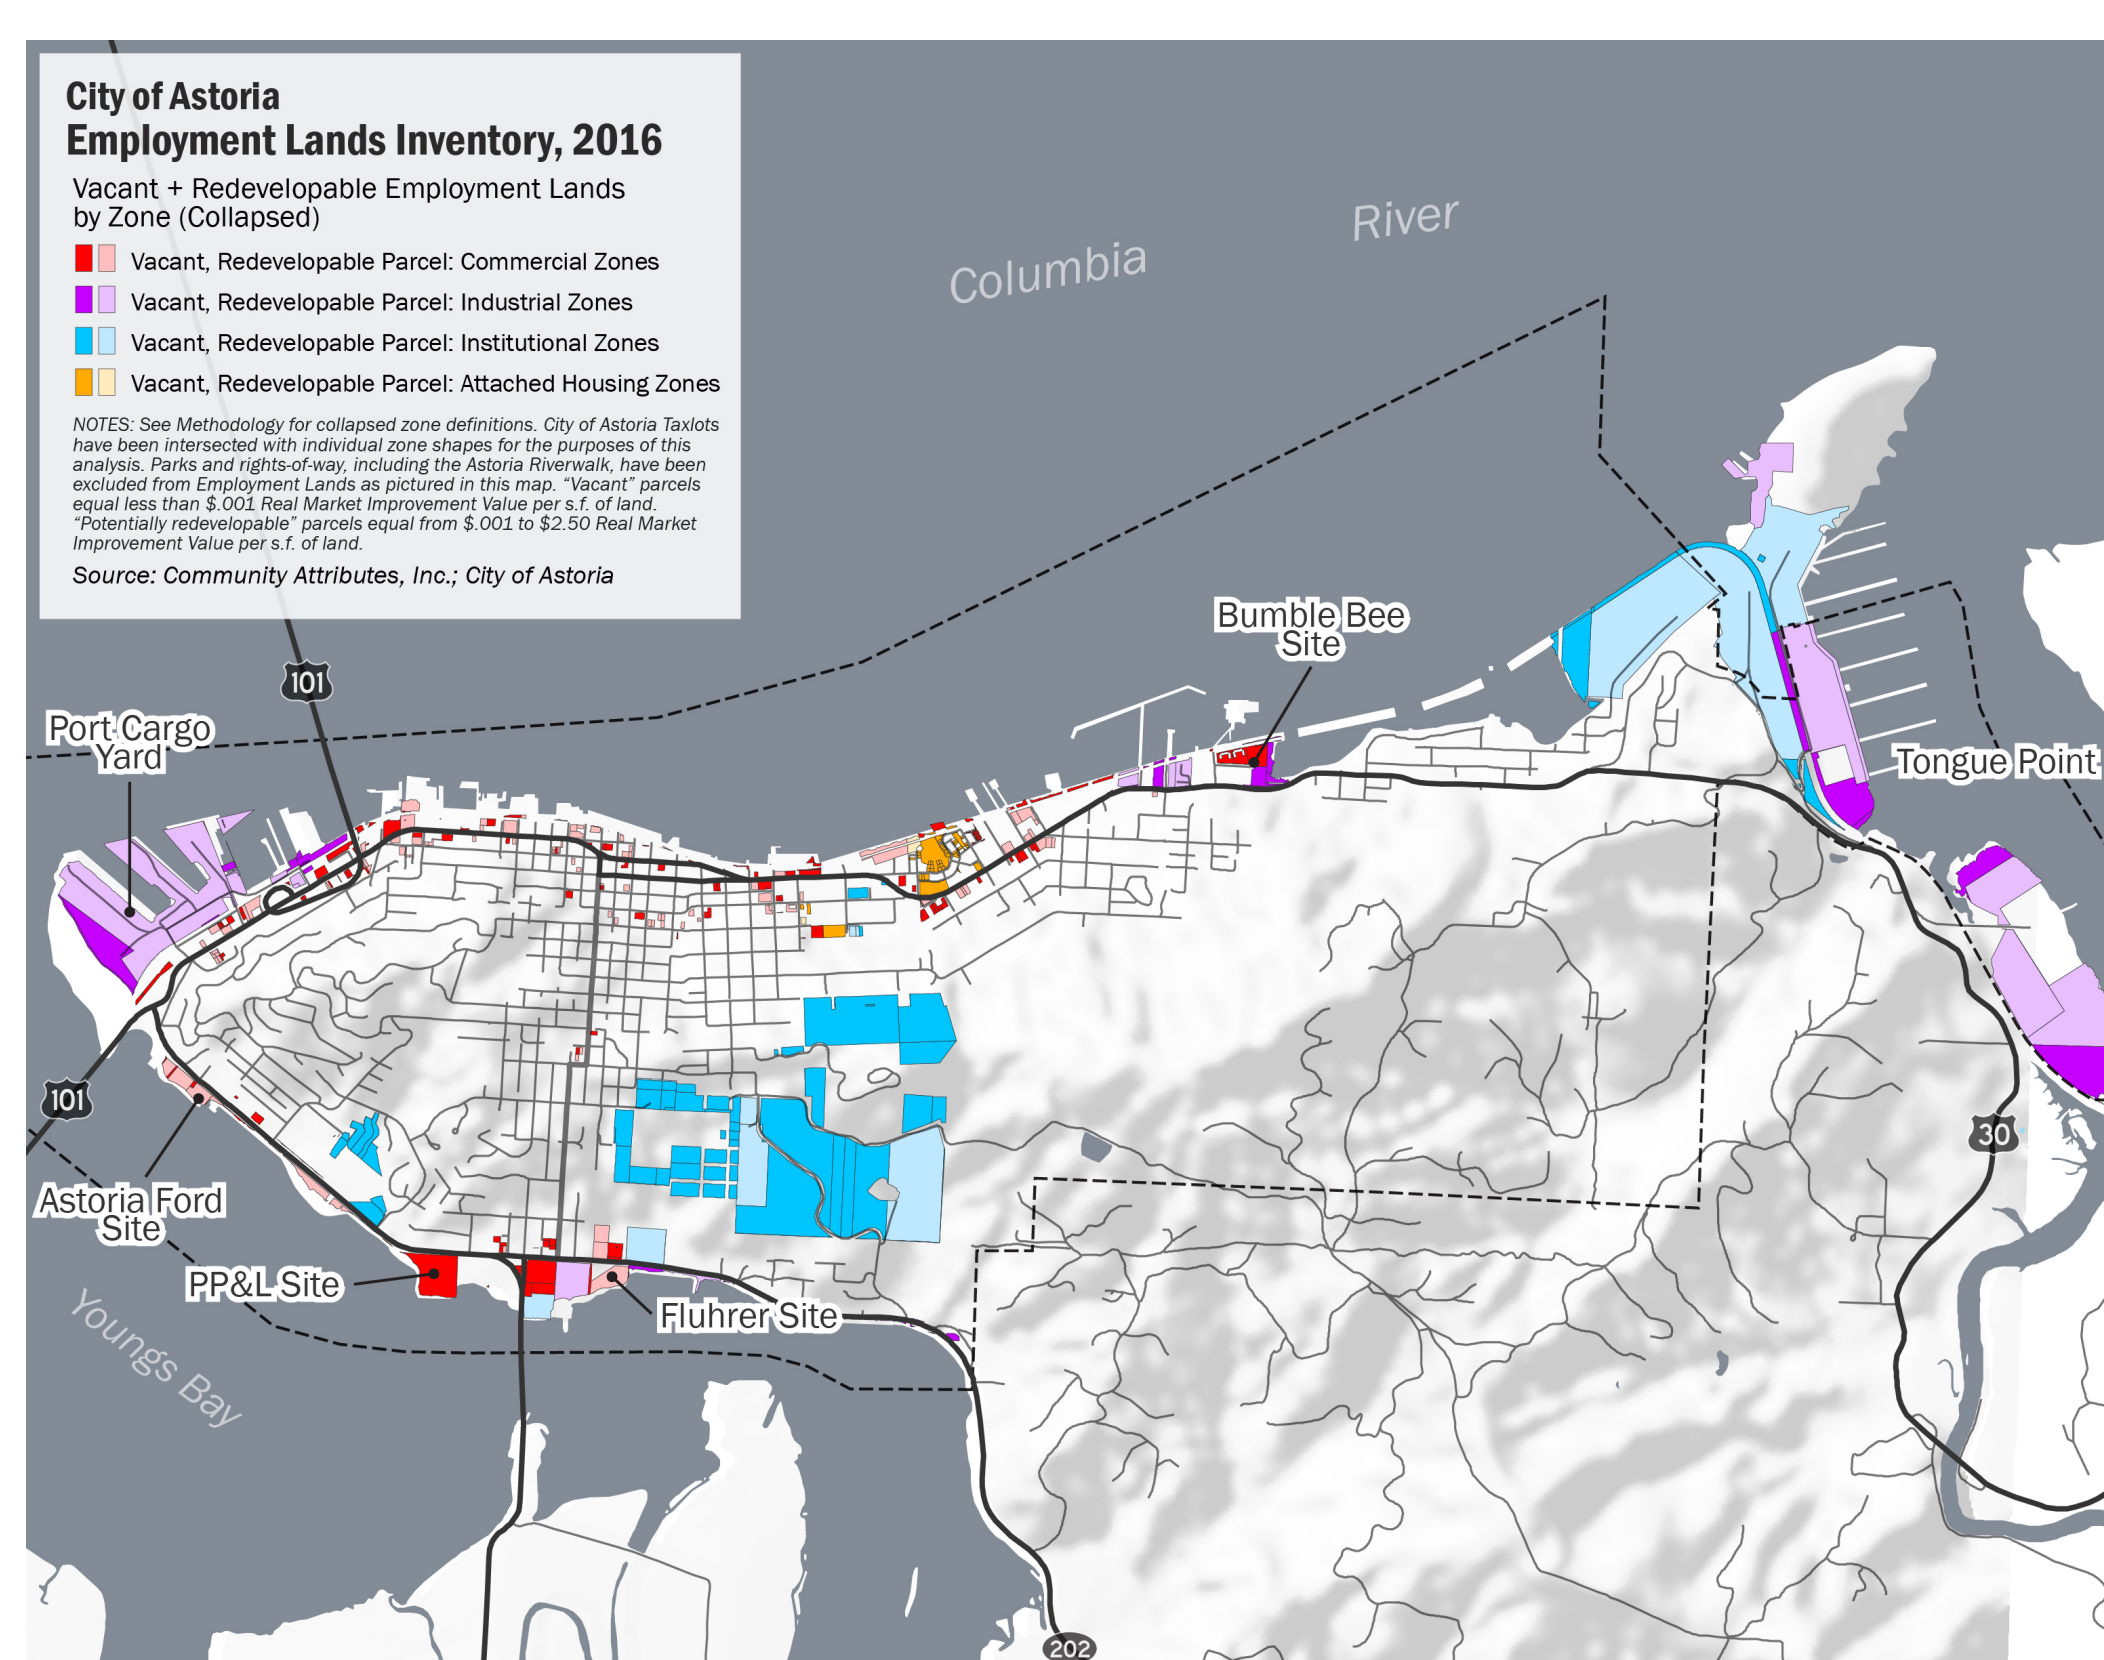 City of Astoria
Employment Lands Inventory, 2016
Vacant + Redevelopable Employment Lands
by Zone (Collapsed)
Vacant, Redevelopable Parcel: Commercial Zones
Vacant, Redevelopable Parcel: Industrial Zones
Vacant, Redevelopable Parcel: Institutional Zones
Vacant, Redevelopable Parcel: Attached Housing Zones
NOTES: See Methodology for collapsed zone definitions. City of Astoria Taxlots
have been intersected with individual zone shapes for the purposes of this
analysis. Parks and rights-of-way, including the Astoria Riverwalk, have been
excluded from Employment Lands as pictured in this map. “Vacant” parcels
equal less than $.001 Real Market Improvement Value per s.f. of land.
“Potentially redevelopable” parcels equal from $.001 to $2.50 Real Market
Improvement Value per s.f. of land.
Source: Community Attributes, Inc.; City of Astoria
Columbia
River
Bumble Bee
Site
101
Port Cargo
Yard
Tongue Point
101
30
Astoria Ford
Site
PP&L Site
Fluhrer Site
Youngs Bay
202